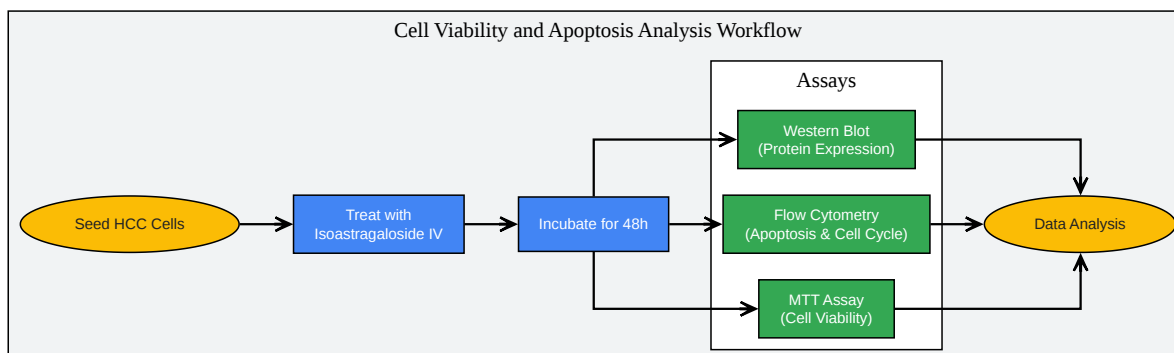 Cell Viability and Apoptosis Analysis Workflow
Assays
Seed HCC Cells
Treat with
Isoastragaloside IV
Incubate for 48h
Western Blot
(Protein Expression)
Flow Cytometry
(Apoptosis & Cell Cycle)
MTT Assay
(Cell Viability)
Data Analysis